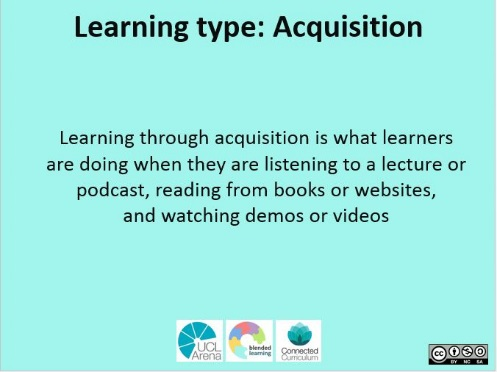 Learning type: Acquisition
Learning through acquisition is what learners
are doing when they are listening to a lecture or
podcast, reading from books or websites,
and watching demos or videos
UCL
Arena
blended
learning
Connected
Curriculum
cc
BY NC SA